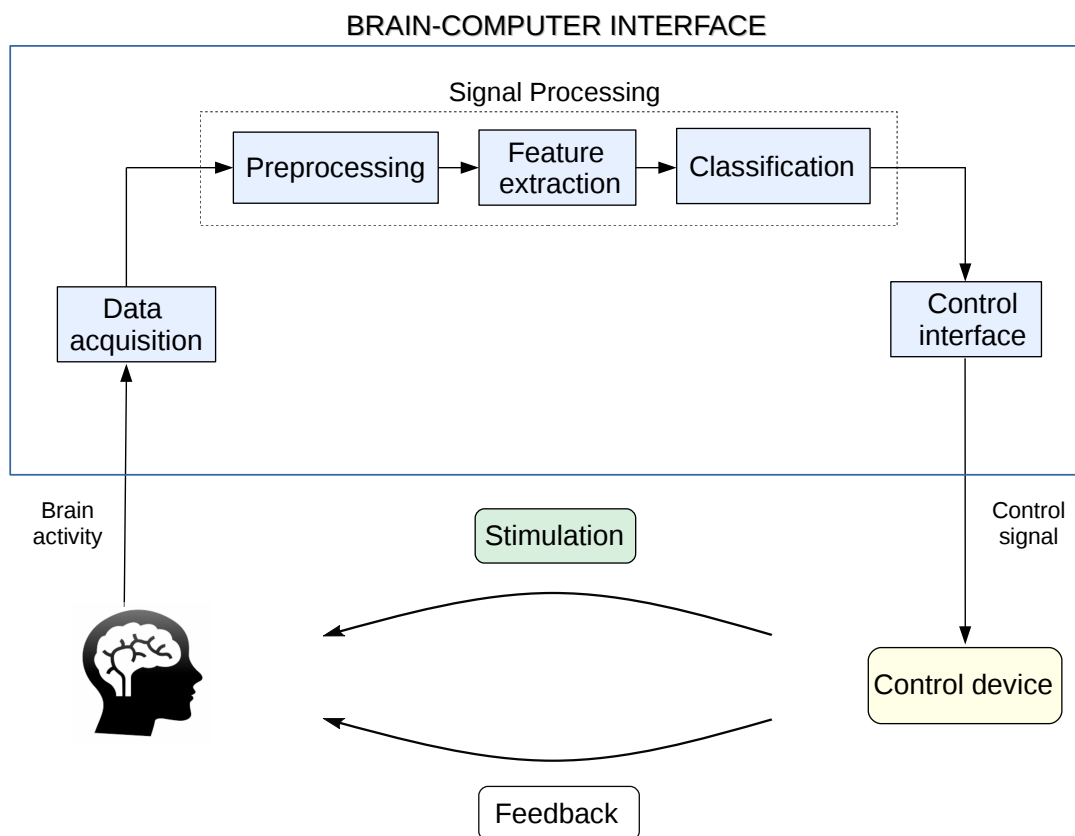 BRAIN-COMPUTER INTERFACE
Signal Processing
Preprocessing
Feature
extraction
Classification
Data
acquisition
Control
interface
Brain
activity
Stimulation
Control
signal
Control device
Feedback